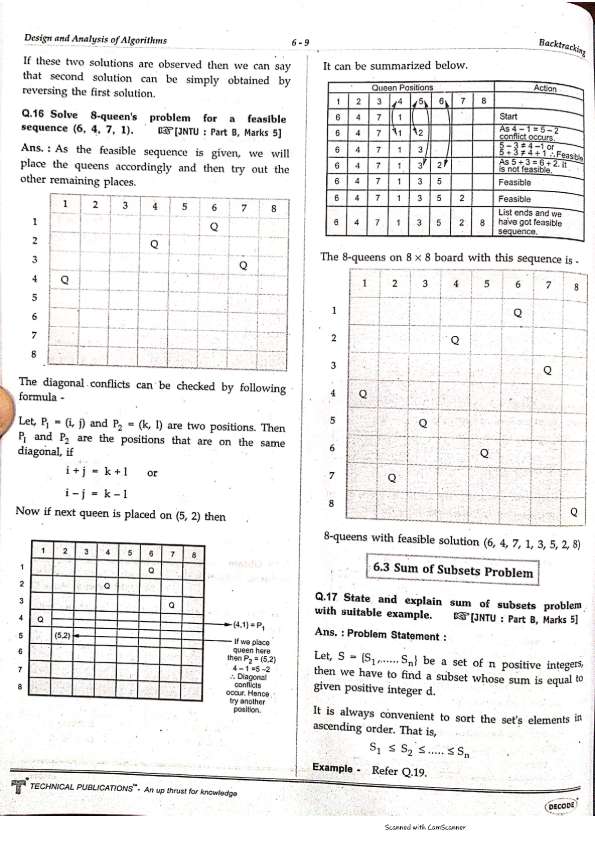 Design and Analysis of Algorithms
6 - 9
Backtracking
If these two solutions are observed then we can say
that second solution can be simply obtained by
reversing the first solution.
Q.16 Solve 8-queen's problem for a feasible
sequence (6, 4, 7, 1). ☞[JNTU : Part B, Marks 5]
Ans. : As the feasible sequence is given, we will
place the queens accordingly and then try out the
other remaining places.
1 2 3 4 5 6 7 8
1 Q
2 Q
3 Q
4 Q
5
6
7
8
The diagonal conflicts can be checked by following
formula -
Let, P₁ = (i, j) and P₂ = (k, l) are two positions. Then
P₁ and P₂ are the positions that are on the same
diagonal, if
i + j = k + l or
i − j = k − l
Now if next queen is placed on (5, 2) then
1 2 3 4 5 6 7 8
1 Q
2 Q
3 Q
4 Q
5 (5,2)
6
7
8
(4,1) = P₁
If we place
queen here
then P₂ = (5,2)
4 − 1 = 5 − 2
∴ Diagonal
conflicts
occur. Hence
try another
position.
It can be summarized below.
Queen Positions Action
1 2 3 4 5 6 7 8
6 4 7 1 Start
6 4 7 1 2 As 4 − 1 = 5 − 2
conflict occurs.
6 4 7 1 3 5 − 3 ≠ 4 − 1 or
5 + 3 ≠ 4 + 1 ∴ Feasible
6 4 7 1 3 2 As 5 + 3 = 6 + 2. It
is not feasible.
6 4 7 1 3 5 Feasible
6 4 7 1 3 5 2 Feasible
6 4 7 1 3 5 2 8 List ends and we
have got feasible
sequence.
The 8-queens on 8 × 8 board with this sequence is -
1 2 3 4 5 6 7 8
1 Q
2 Q
3 Q
4 Q
5 Q
6 Q
7 Q
8 Q
8-queens with feasible solution (6, 4, 7, 1, 3, 5, 2, 8)
6.3 Sum of Subsets Problem
Q.17 State and explain sum of subsets problem
with suitable example. ☞[JNTU : Part B, Marks 5]
Ans. : Problem Statement :
Let, S = {S₁,...... Sₙ} be a set of n positive integers,
then we have to find a subset whose sum is equal to
given positive integer d.
It is always convenient to sort the set's elements in
ascending order. That is,
S₁ ≤ S₂ ≤ ..... ≤ Sₙ
Example - Refer Q.19.
TECHNICAL PUBLICATIONS™ - An up thrust for knowledge
DECODE
Scanned with CamScanner